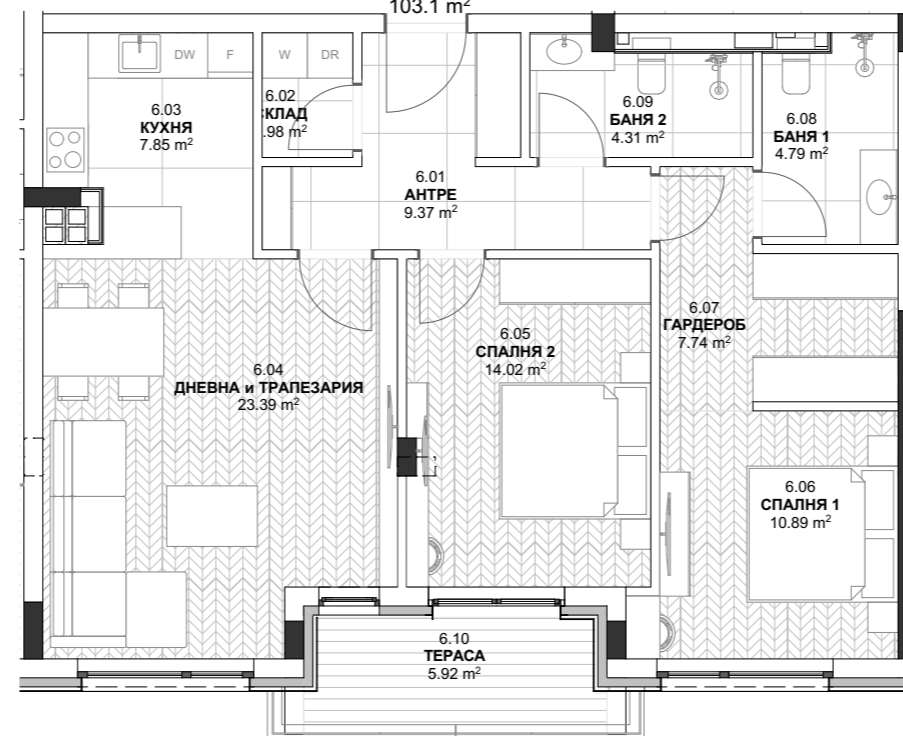 103.1 m²
DW
F
W
DR
6.03
КУХНЯ
7.85 m²
6.02
КЛАД
.98 m²
6.09
БАНЯ 2
4.31 m²
6.08
БАНЯ 1
4.79 m²
6.01
АНТРЕ
9.37 m²
6.07
ГАРДЕРОБ
7.74 m²
6.05
СПАЛНЯ 2
14.02 m²
6.04
ДНЕВНА и ТРАПЕЗАРИЯ
23.39 m²
6.06
СПАЛНЯ 1
10.89 m²
6.10
ТЕРАСА
5.92 m²